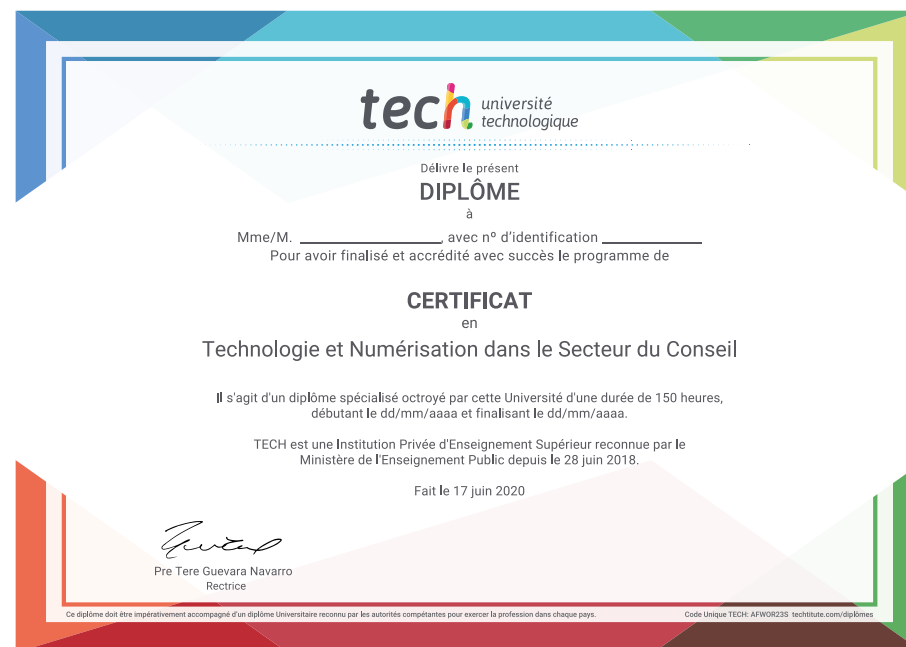 tech université
technologique
Délivre le présent
DIPLÔME
à
Mme/M. ____________________, avec nº d'identification ______________
Pour avoir finalisé et accrédité avec succès le programme de
CERTIFICAT
en
Technologie et Numérisation dans le Secteur du Conseil
Il s'agit d'un diplôme spécialisé octroyé par cette Université d'une durée de 150 heures,
débutant le dd/mm/aaaa et finalisant le dd/mm/aaaa.
TECH est une Institution Privée d'Enseignement Supérieur reconnue par le
Ministère de l'Enseignement Public depuis le 28 juin 2018.
Fait le 17 juin 2020
Pre Tere Guevara Navarro
Rectrice
Ce diplôme doit être impérativement accompagné d'un diplôme Universitaire reconnu par les autorités compétantes pour exercer la profession dans chaque pays.
Code Unique TECH: AFWOR23S techtitute.com/diplômes